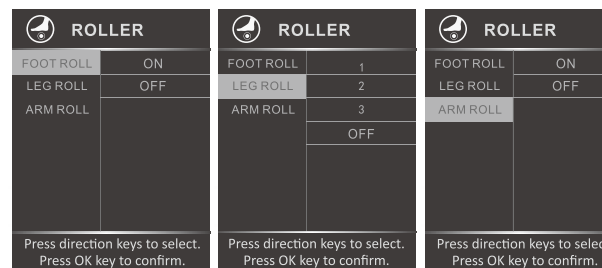 ROLLER
FOOT ROLL ON
LEG ROLL OFF
ARM ROLL
Press direction keys to select.
Press OK key to confirm.
ROLLER
FOOT ROLL 1
LEG ROLL 2
ARM ROLL 3
OFF
Press direction keys to select.
Press OK key to confirm.
ROLLER
FOOT ROLL ON
LEG ROLL OFF
ARM ROLL
Press direction keys to selec
Press OK key to confirm.